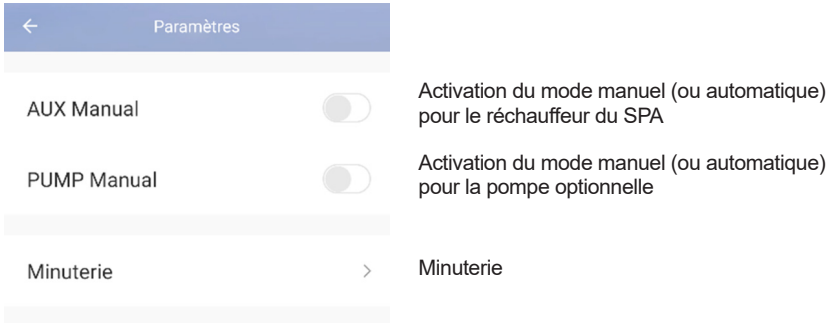 Paramètres
AUX Manual
Activation du mode manuel (ou automatique)
pour le réchauffeur du SPA
PUMP Manual
Activation du mode manuel (ou automatique)
pour la pompe optionnelle
Minuterie
Minuterie